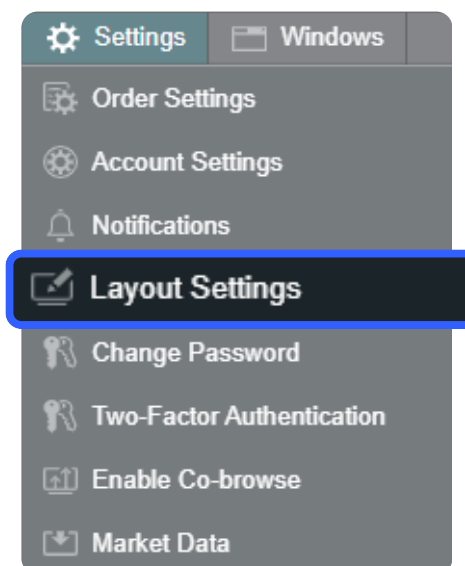 Settings Windows
Order Settings
Account Settings
Notifications
Layout Settings
Change Password
Two-Factor Authentication
Enable Co-browse
Market Data